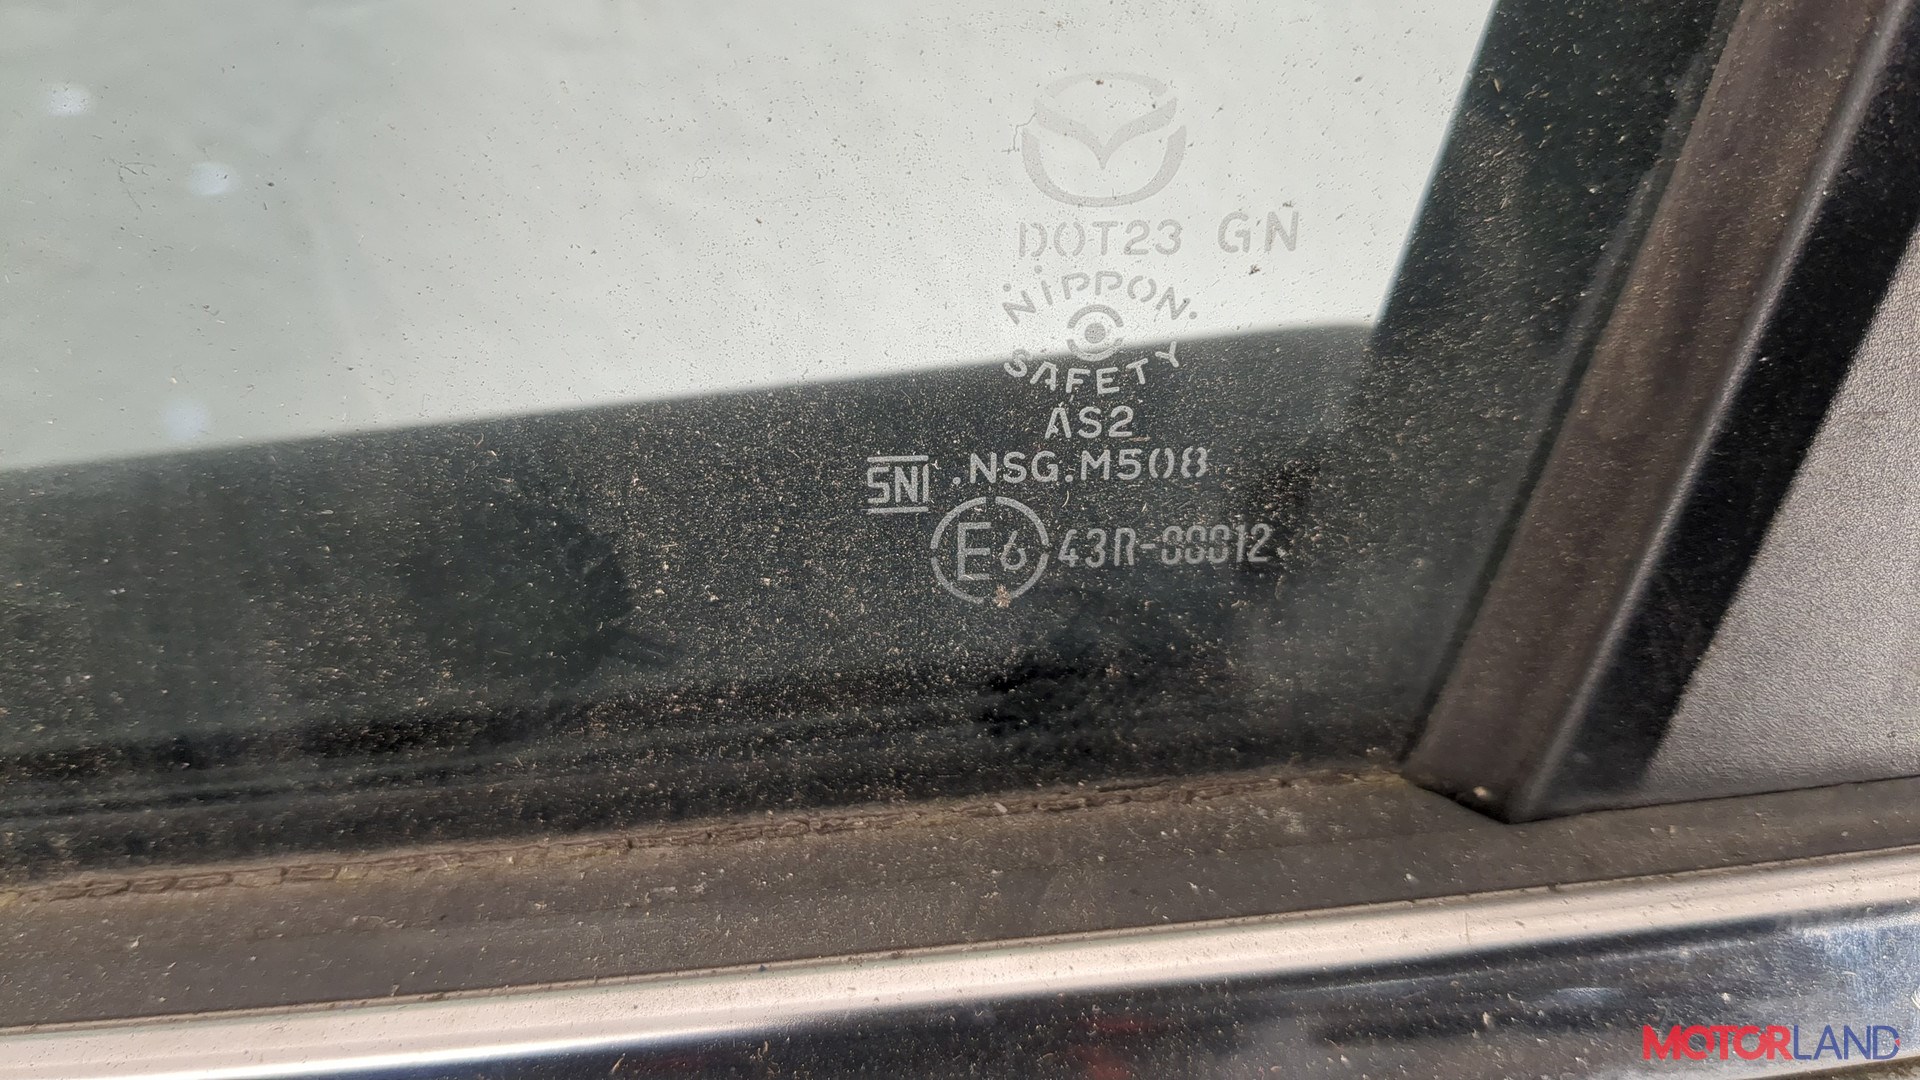 DOT23 GN
NIPPON.
SAFETY
AS2
SNI .NSG.M508
E6 43R-00012
MOTORLAND